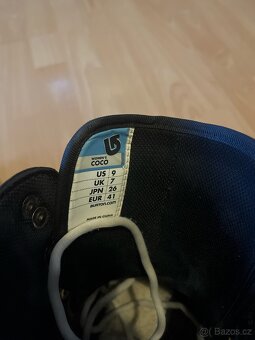 WOMEN'S
COCO
US 9
UK 7
JPN 26
EUR 41
BURTON.COM
MADE IN CHINA
Bazos.cz